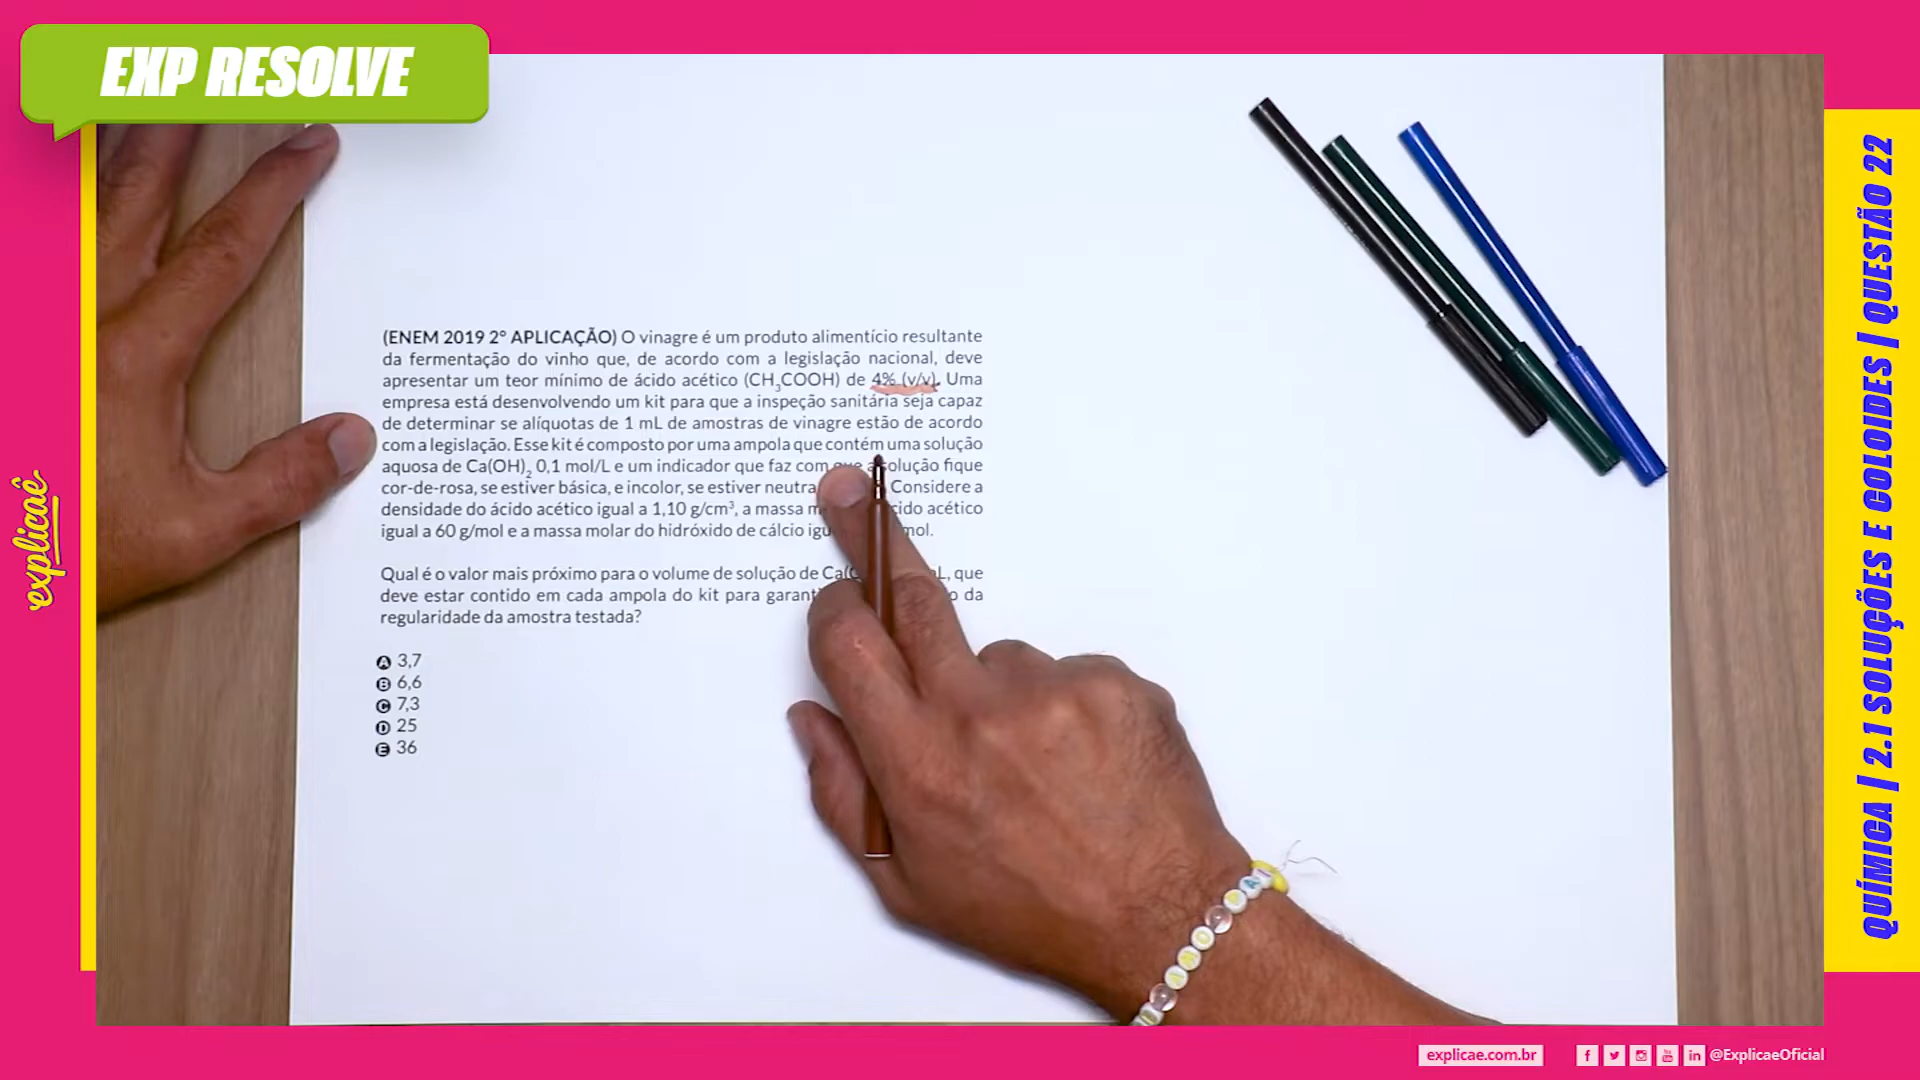 EXP RESOLVE
(ENEM 2019 2° APLICAÇÃO) O vinagre é um produto alimentício resultante
da fermentação do vinho que, de acordo com a legislação nacional, deve
apresentar um teor mínimo de ácido acético (CH₃COOH) de 4% (v/v). Uma
empresa está desenvolvendo um kit para que a inspeção sanitária seja capaz
de determinar se alíquotas de 1 mL de amostras de vinagre estão de acordo
com a legislação. Esse kit é composto por uma ampola que contém uma solução
aquosa de Ca(OH)₂ 0,1 mol/L e um indicador que faz com que a solução fique
cor-de-rosa, se estiver básica, e incolor, se estiver neutra Considere a
densidade do ácido acético igual a 1,10 g/cm³, a massa cido acético
igual a 60 g/mol e a massa molar do hidróxido de cálcio mol.
Qual é o valor mais próximo para o volume de solução de que
deve estar contido em cada ampola do kit para da
regularidade da amostra testada?
A 3,7
B 6,6
C 7,3
D 25
E 36
explicaê
QUÍMICA | 2.1 SOLUÇÕES E COLOIDES | QUESTÃO 22
explicae.com.br
@ExplicaeOficial